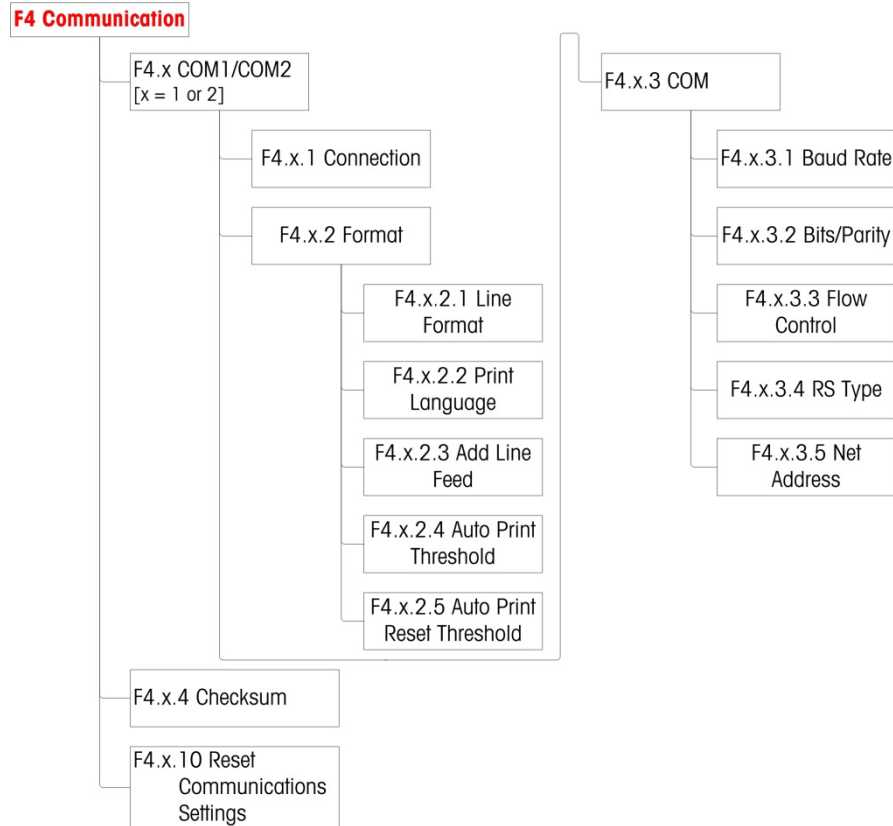 F4 Communication
F4.x COM1/COM2
[x = 1 or 2]
F4.x.1 Connection
F4.x.2 Format
F4.x.2.1 Line
Format
F4.x.2.2 Print
Language
F4.x.2.3 Add Line
Feed
F4.x.2.4 Auto Print
Threshold
F4.x.2.5 Auto Print
Reset Threshold
F4.x.3 COM
F4.x.3.1 Baud Rate
F4.x.3.2 Bits/Parity
F4.x.3.3 Flow
Control
F4.x.3.4 RS Type
F4.x.3.5 Net
Address
F4.x.4 Checksum
F4.x.10 Reset
Communications
Settings